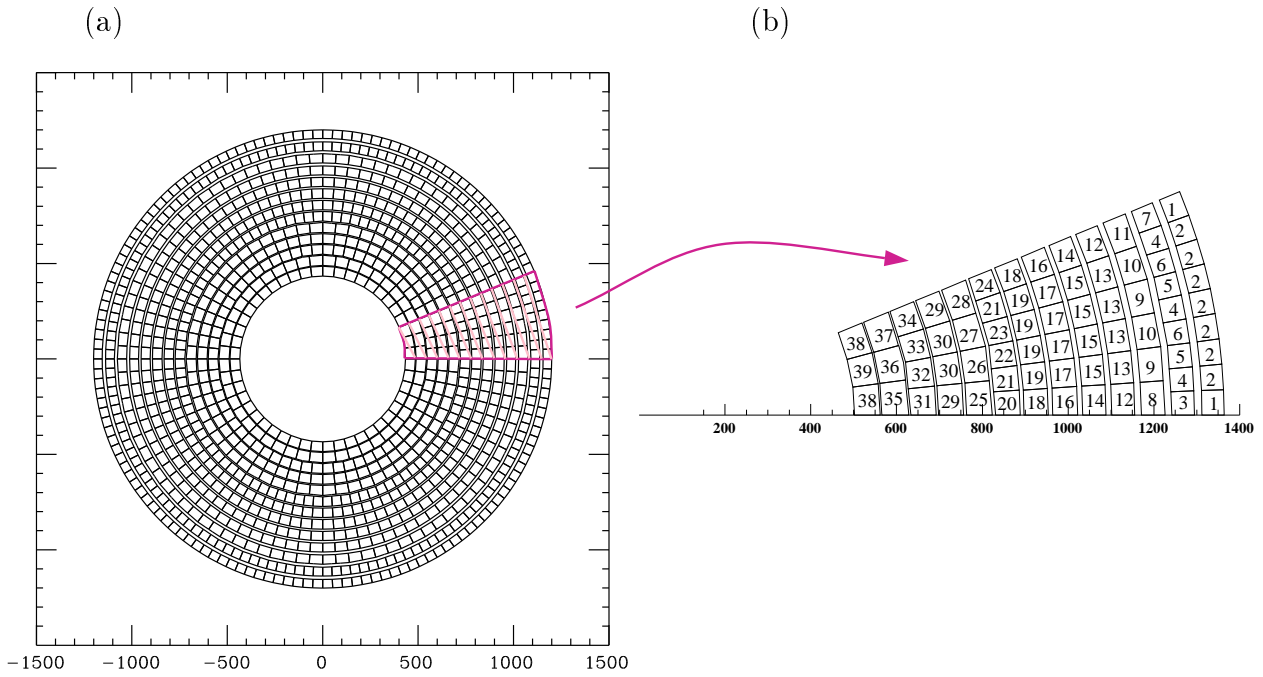 (a)
(b)
1
7 2
11 4 2
12 10 6 2
14 13 9 5 2
16 15 13 10 4 2
18 17 15 13 9 6 2
24 19 17 15 12 8 5 2
28 21 19 17 14 4 1
29 27 23 19 16 3
34 30 26 22 18
37 33 30 25 21
38 36 32 29 20
39 35 31
38
200 400 600 800 1000 1200 1400
−1500 −1000 −500 0 500 1000 1500